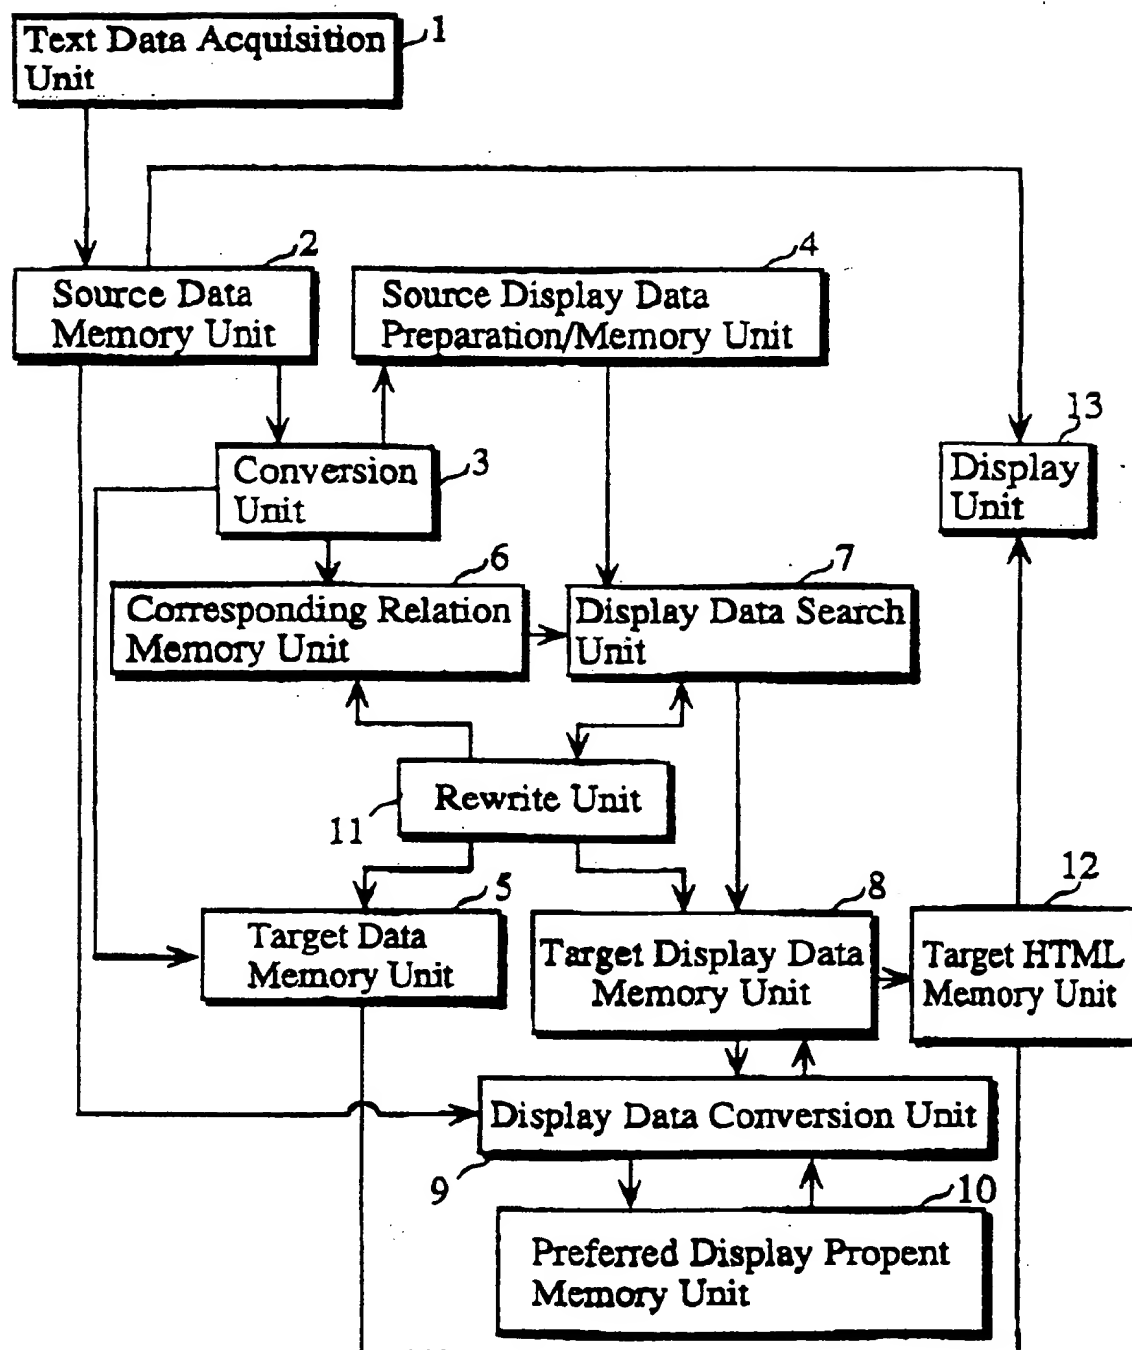 Text Data Acquisition
Unit
1
2
4
Source Data
Memory Unit
Source Display Data
Preparation/Memory Unit
13
Display
Unit
Conversion
Unit
3
6
7
Corresponding Relation
Memory Unit
Display Data Search
Unit
Rewrite Unit
11
5
8
12
Target Data
Memory Unit
Target Display Data
Memory Unit
Target HTML
Memory Unit
Display Data Conversion Unit
9
10
Preferred Display Propent
Memory Unit